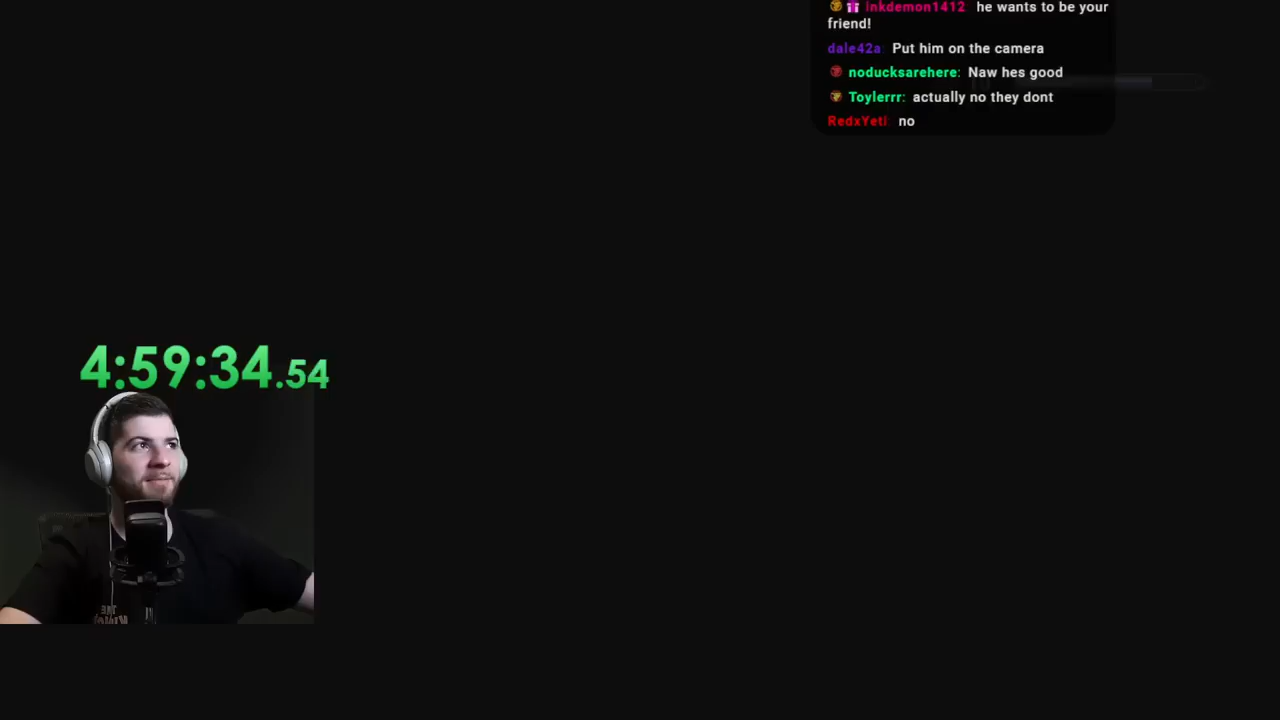 inkdemon1412 he wants to be your
friend!
dale42a: Put him on the camera
noducksarehere: Naw hes good
Toylerrr: actually no they dont
RedxYeti: no
4:59:34.54
THE